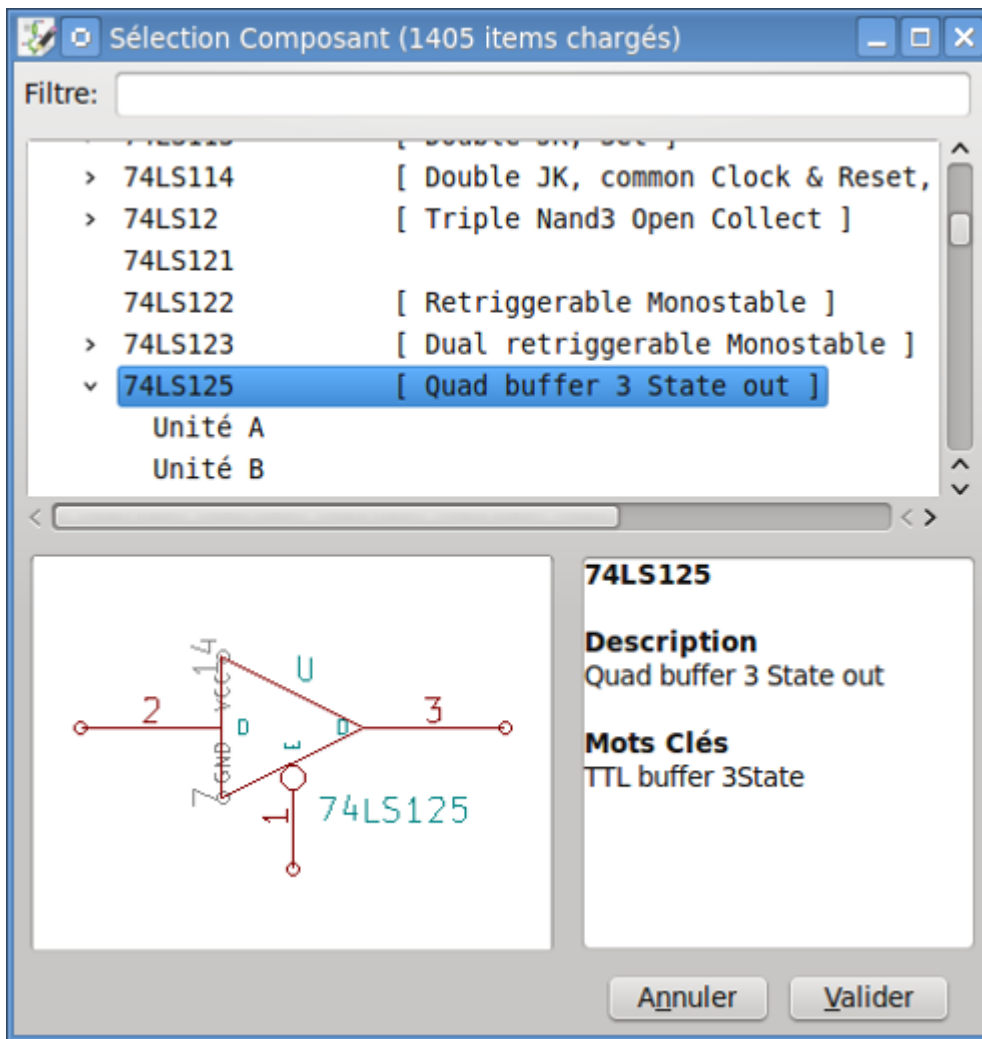 Sélection Composant (1405 items chargés)
Filtre:
74LS114 [ Double JK, common Clock & Reset,
74LS12 [ Triple Nand3 Open Collect ]
74LS121
74LS122 [ Retriggerable Monostable ]
74LS123 [ Dual retriggerable Monostable ]
74LS125 [ Quad buffer 3 State out ]
Unité A
Unité B
14
VCC
U
2
D
O
3
E
GND
7
1
74LS125
74LS125
Description
Quad buffer 3 State out
Mots Clés
TTL buffer 3State
Annuler
Valider